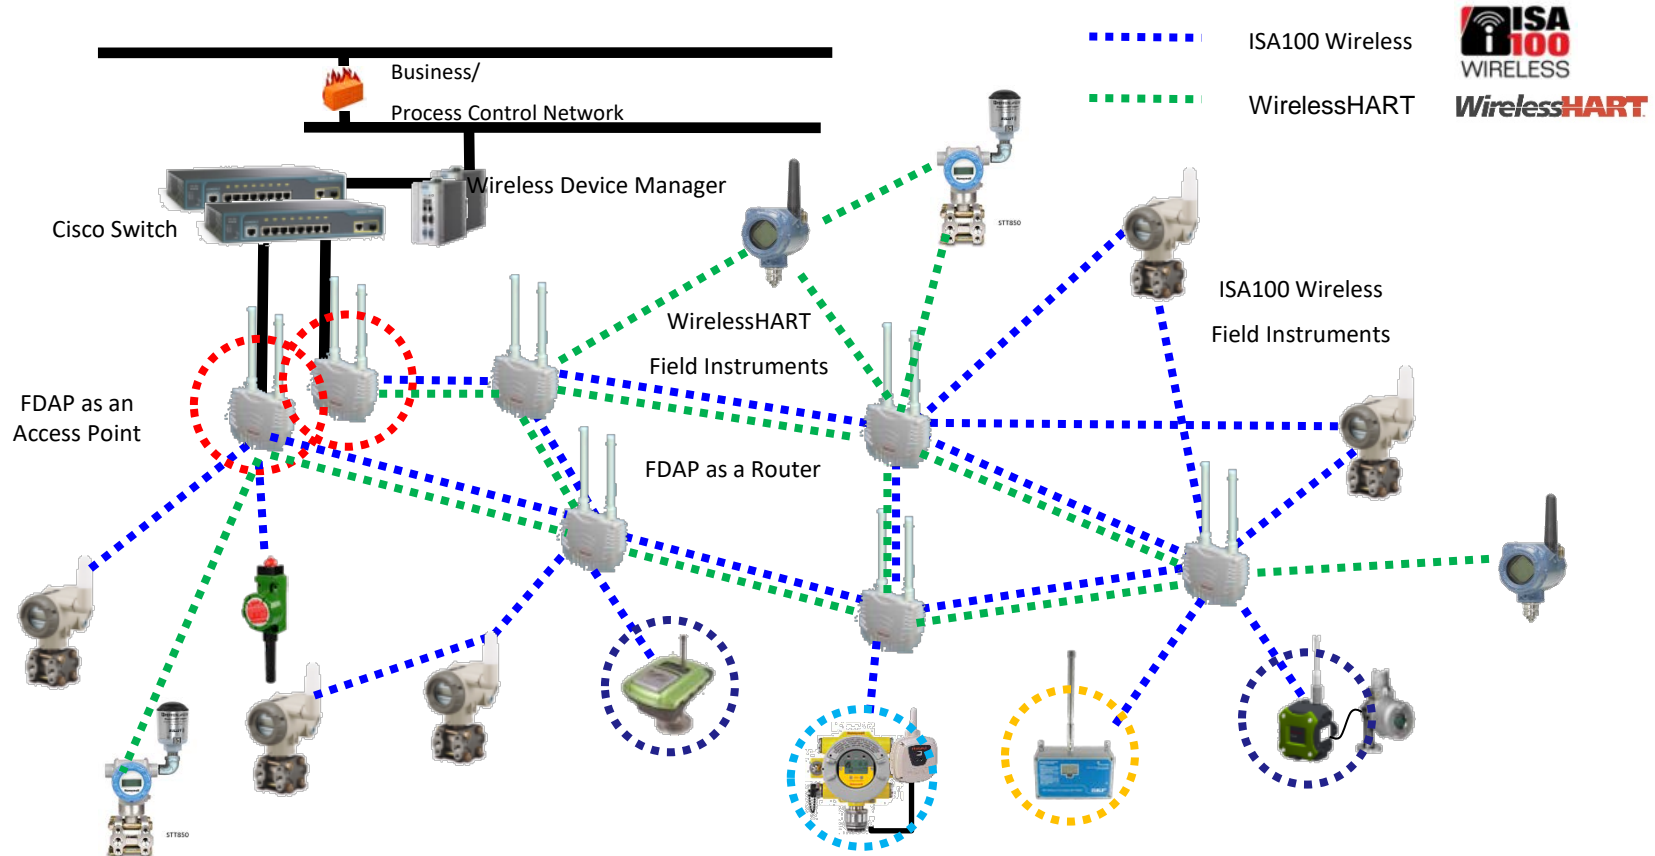 ISA100 Wireless
ISA
100
WIRELESS
WirelessHART
WirelessHART
Business/
Process Control Network
Wireless Device Manager
Cisco Switch
STT850
ISA100 Wireless
Field Instruments
WirelessHART
Field Instruments
FDAP as an
Access Point
FDAP as a Router
STT850